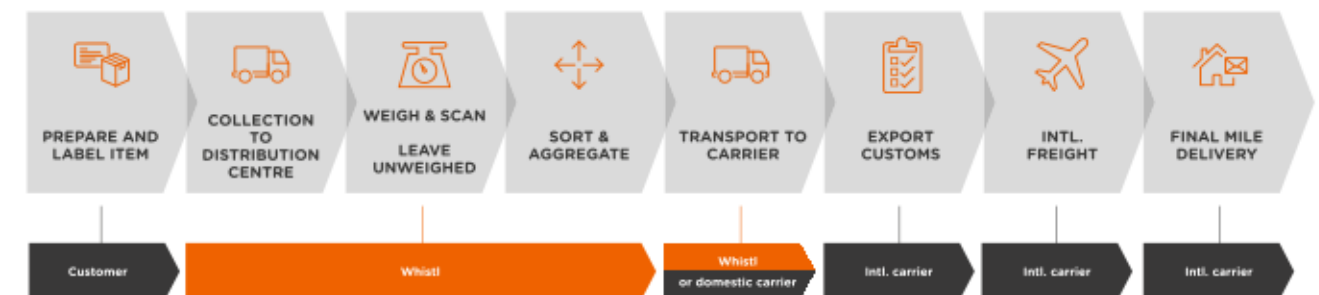 PREPARE AND
LABEL ITEM
COLLECTION
TO
DISTRIBUTION
CENTRE
WEIGH & SCAN
LEAVE
UNWEIGHED
SORT &
AGGREGATE
TRANSPORT TO
CARRIER
EXPORT
CUSTOMS
INTL.
FREIGHT
FINAL MILE
DELIVERY
Customer
Whistl
Whistl
or domestic carrier
Intl. carrier
Intl. carrier
Intl. carrier